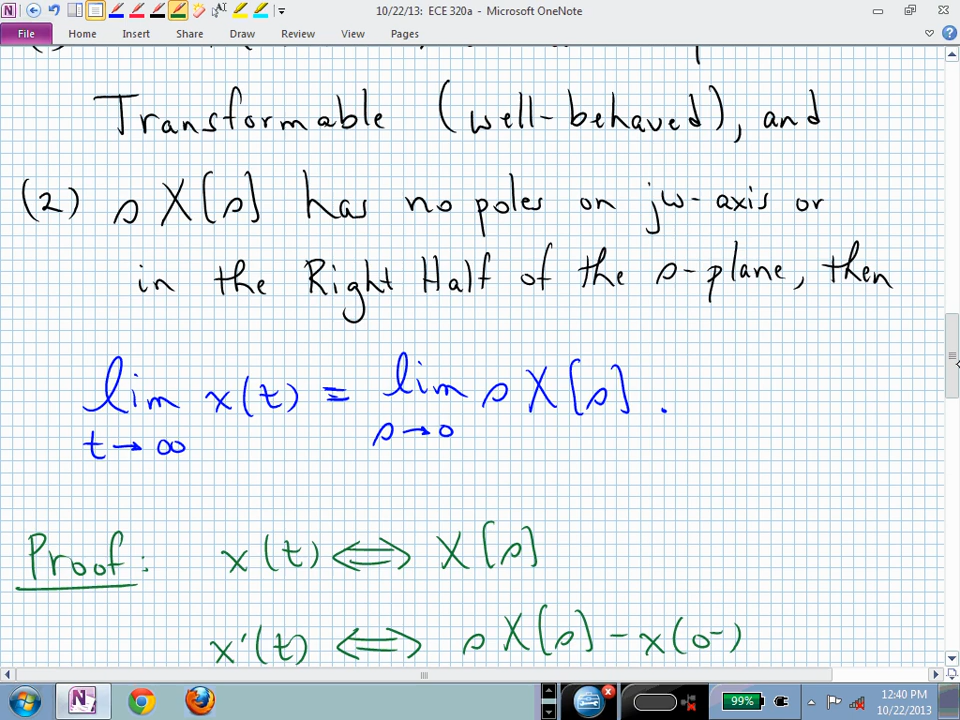 10/22/13: ECE 320a - Microsoft OneNote
File Home Insert Share Draw Review View Pages
Transformable (well-behaved), and
(2) s X[s] has no poles on jw-axis or
in the Right Half of the s-plane, then
lim x(t) = lim s X[s].
t→∞ s→0
Proof: x(t) ⇔ X[s]
x'(t) ⇔ s X[s] - x(0⁻)
99%
12:40 PM
10/22/2013